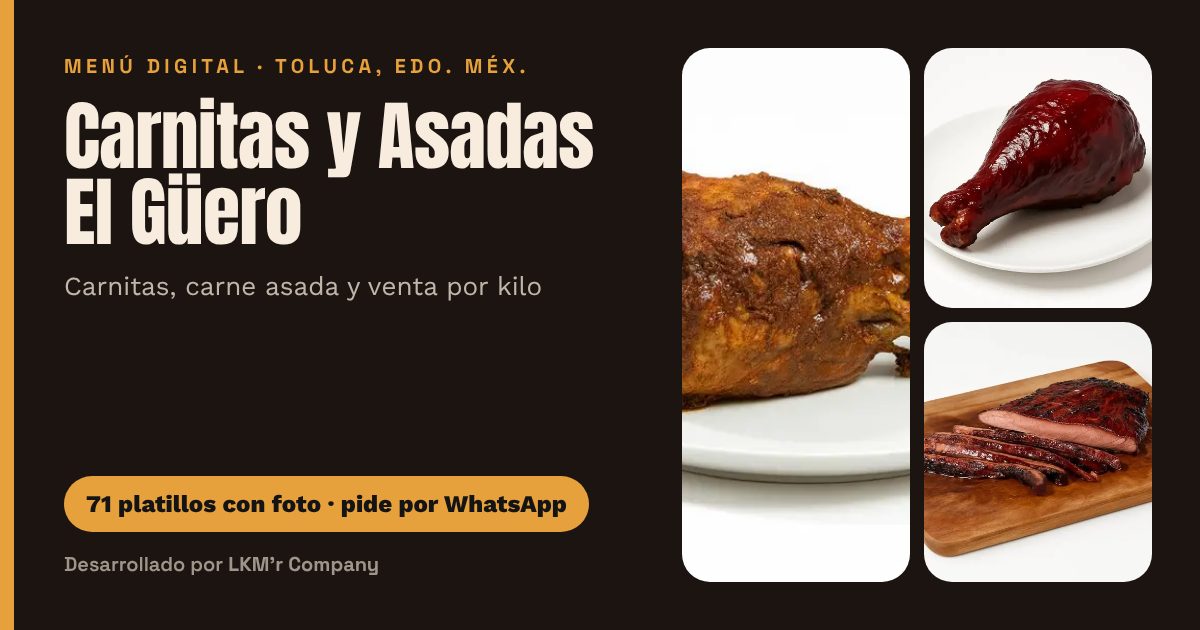 MENÚ DIGITAL · TOLUCA, EDO. MÉX.
Carnitas y Asadas
El Güero
Carnitas, carne asada y venta por kilo
71 platillos con foto · pide por WhatsApp
Desarrollado por LKM’r Company